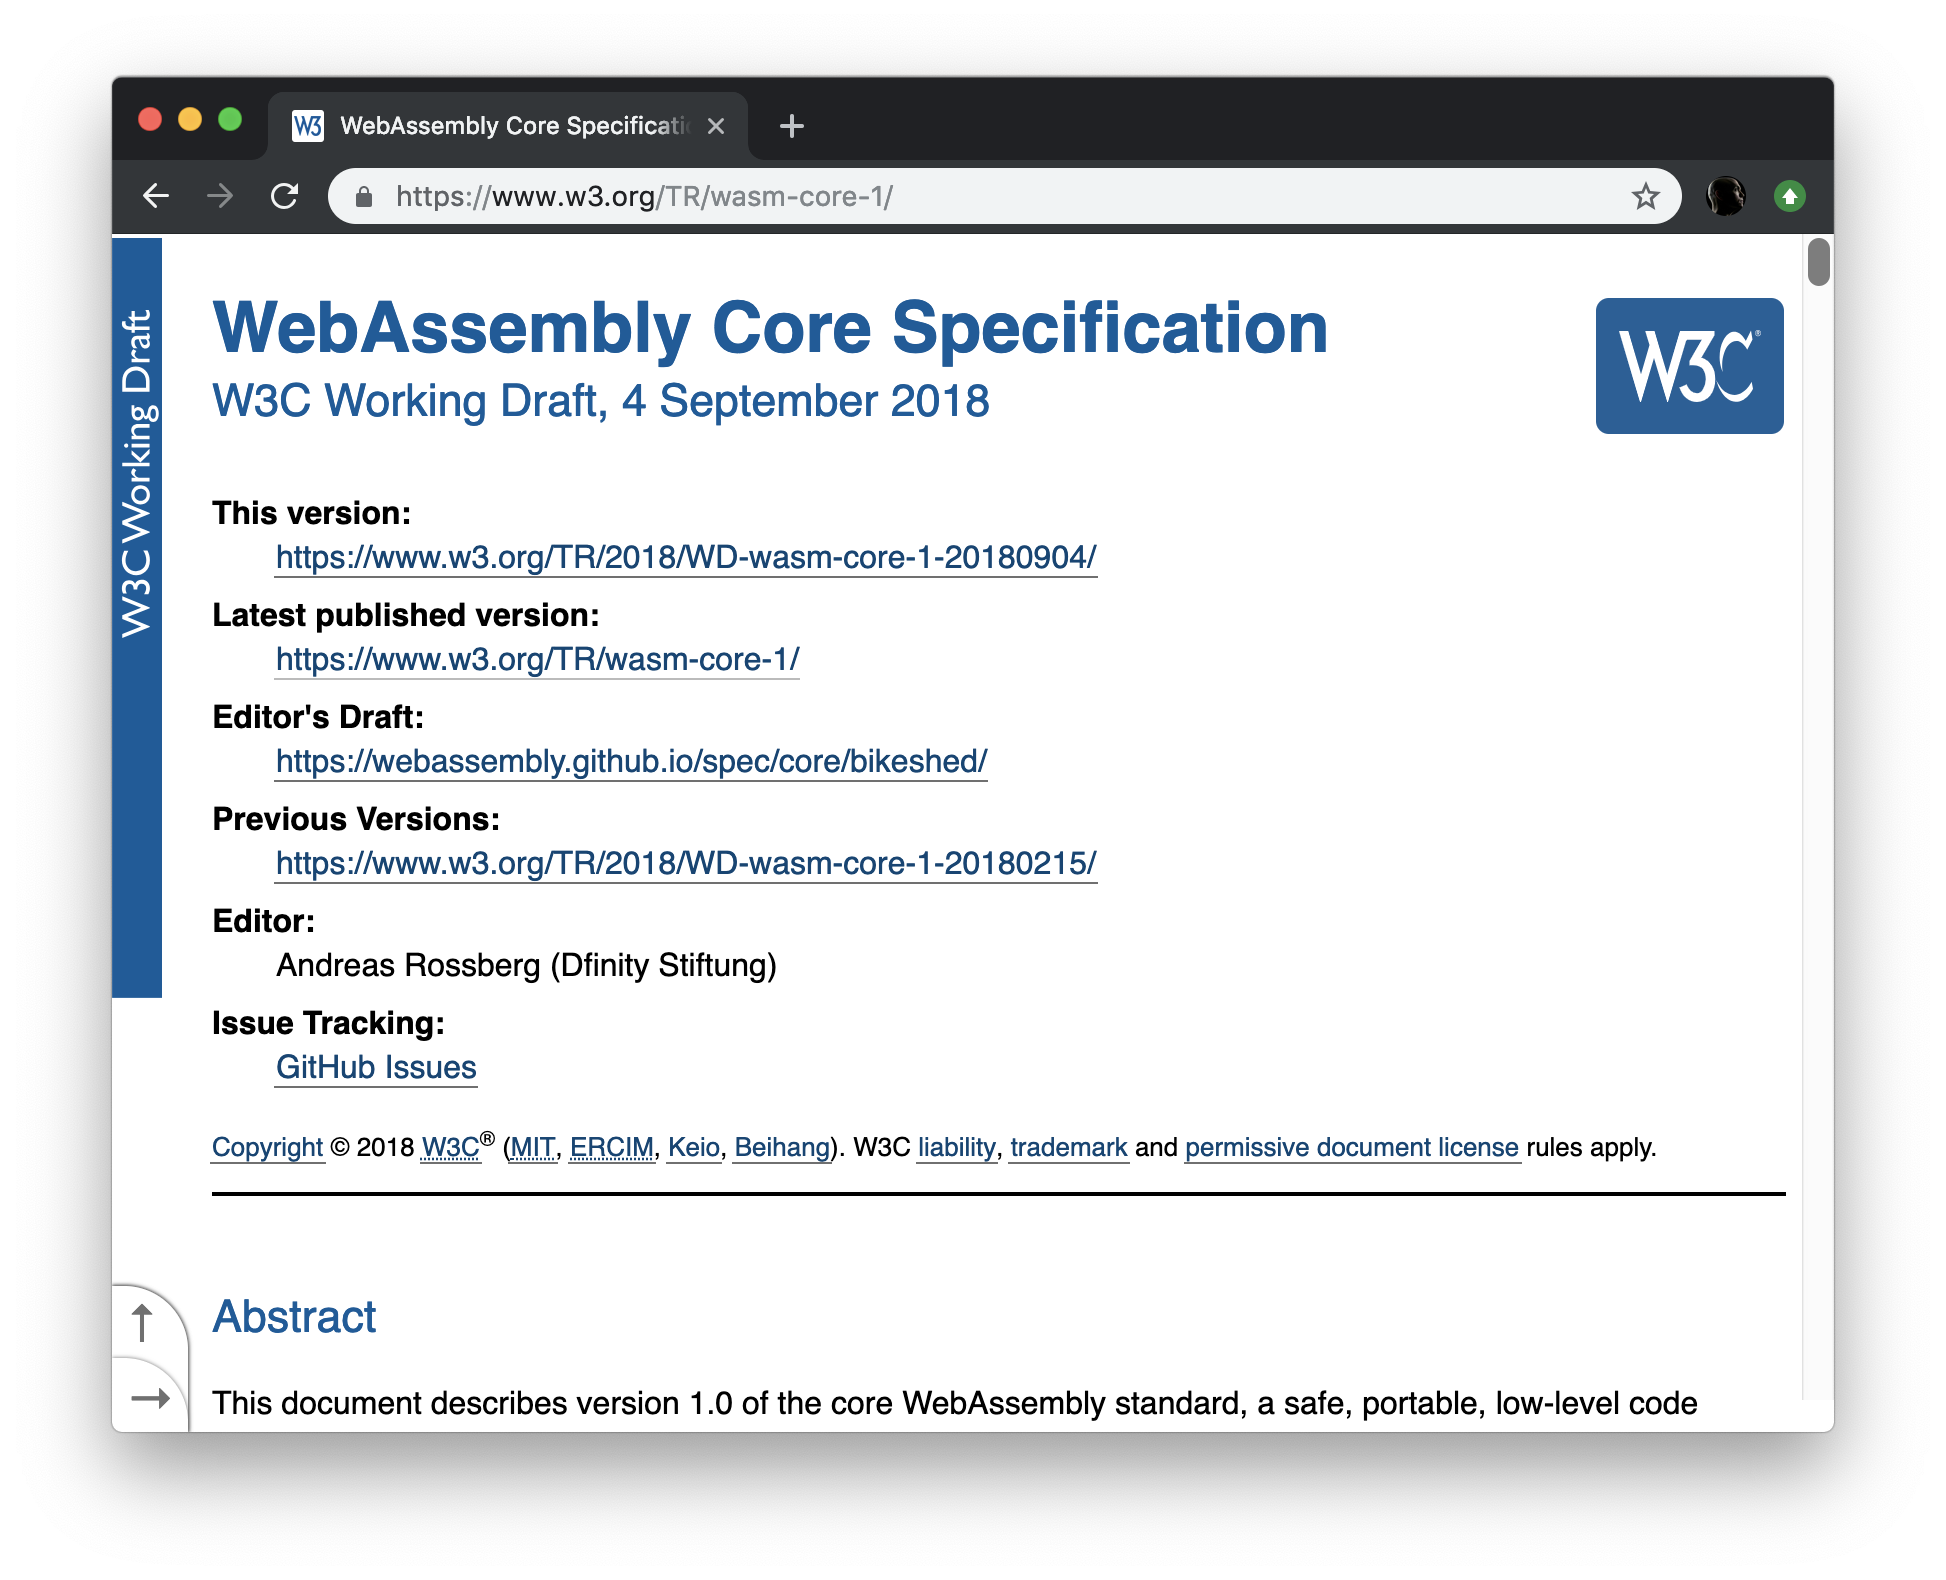 W3 WebAssembly Core Specificati
https://www.w3.org/TR/wasm-core-1/
W3C Working Draft
WebAssembly Core Specification
W3C®
W3C Working Draft, 4 September 2018
This version:
https://www.w3.org/TR/2018/WD-wasm-core-1-20180904/
Latest published version:
https://www.w3.org/TR/wasm-core-1/
Editor's Draft:
https://webassembly.github.io/spec/core/bikeshed/
Previous Versions:
https://www.w3.org/TR/2018/WD-wasm-core-1-20180215/
Editor:
Andreas Rossberg (Dfinity Stiftung)
Issue Tracking:
GitHub Issues
Copyright © 2018 W3C® (MIT, ERCIM, Keio, Beihang). W3C liability, trademark and permissive document license rules apply.
Abstract
This document describes version 1.0 of the core WebAssembly standard, a safe, portable, low-level code